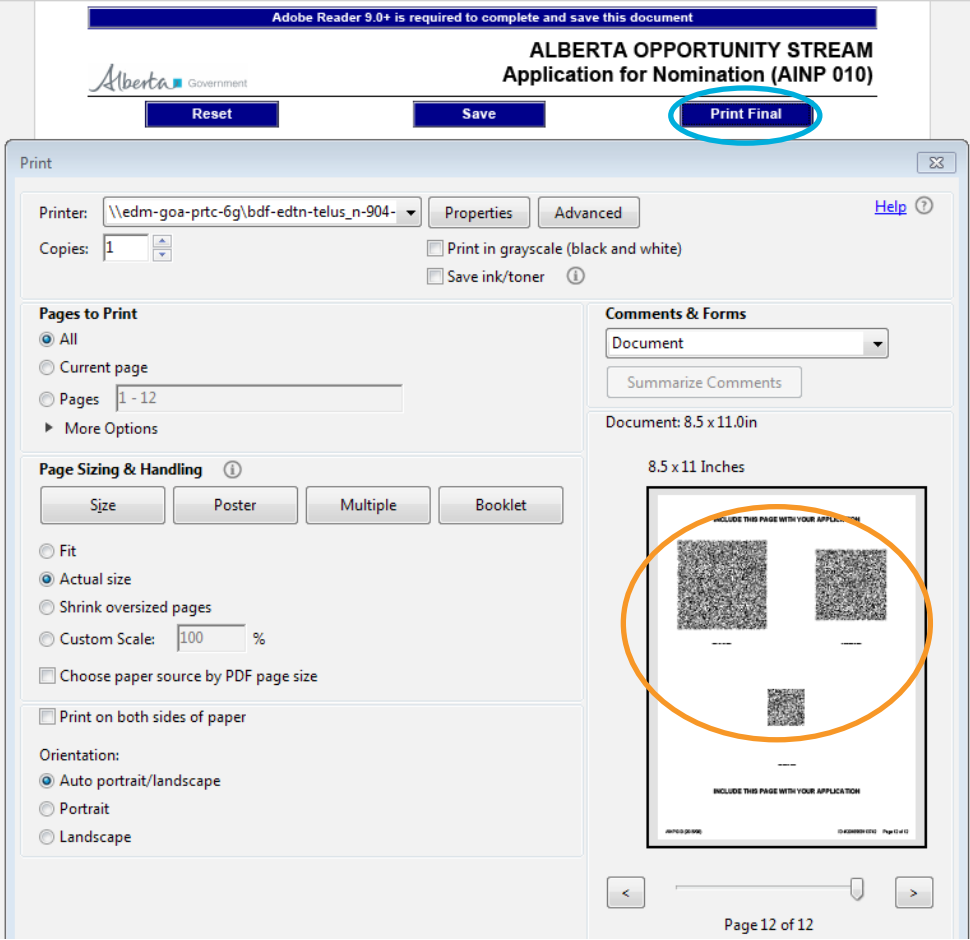 Adobe Reader 9.0+ is required to complete and save this document
ALBERTA OPPORTUNITY STREAM
Alberta Government
Application for Nomination (AINP 010)
Reset Save Print Final
Print
Printer: \\edm-goa-prtc-6g\bdf-edtn-telus_n-904- Properties Advanced Help
Copies: 1 Print in grayscale (black and white)
Save ink/toner
Pages to Print
All
Current page
Pages 1 - 12
More Options
Comments & Forms
Document
Summarize Comments
Document: 8.5 x 11.0in
Page Sizing & Handling
Size Poster Multiple Booklet
Fit
Actual size
Shrink oversized pages
Custom Scale: 100 %
Choose paper source by PDF page size
Print on both sides of paper
Orientation:
Auto portrait/landscape
Portrait
Landscape
8.5 x 11 Inches
INCLUDE THIS PAGE WITH YOUR APPLICATION
INCLUDE THIS PAGE WITH YOUR APPLICATION
Page 12 of 12
< >
Page 12 of 12